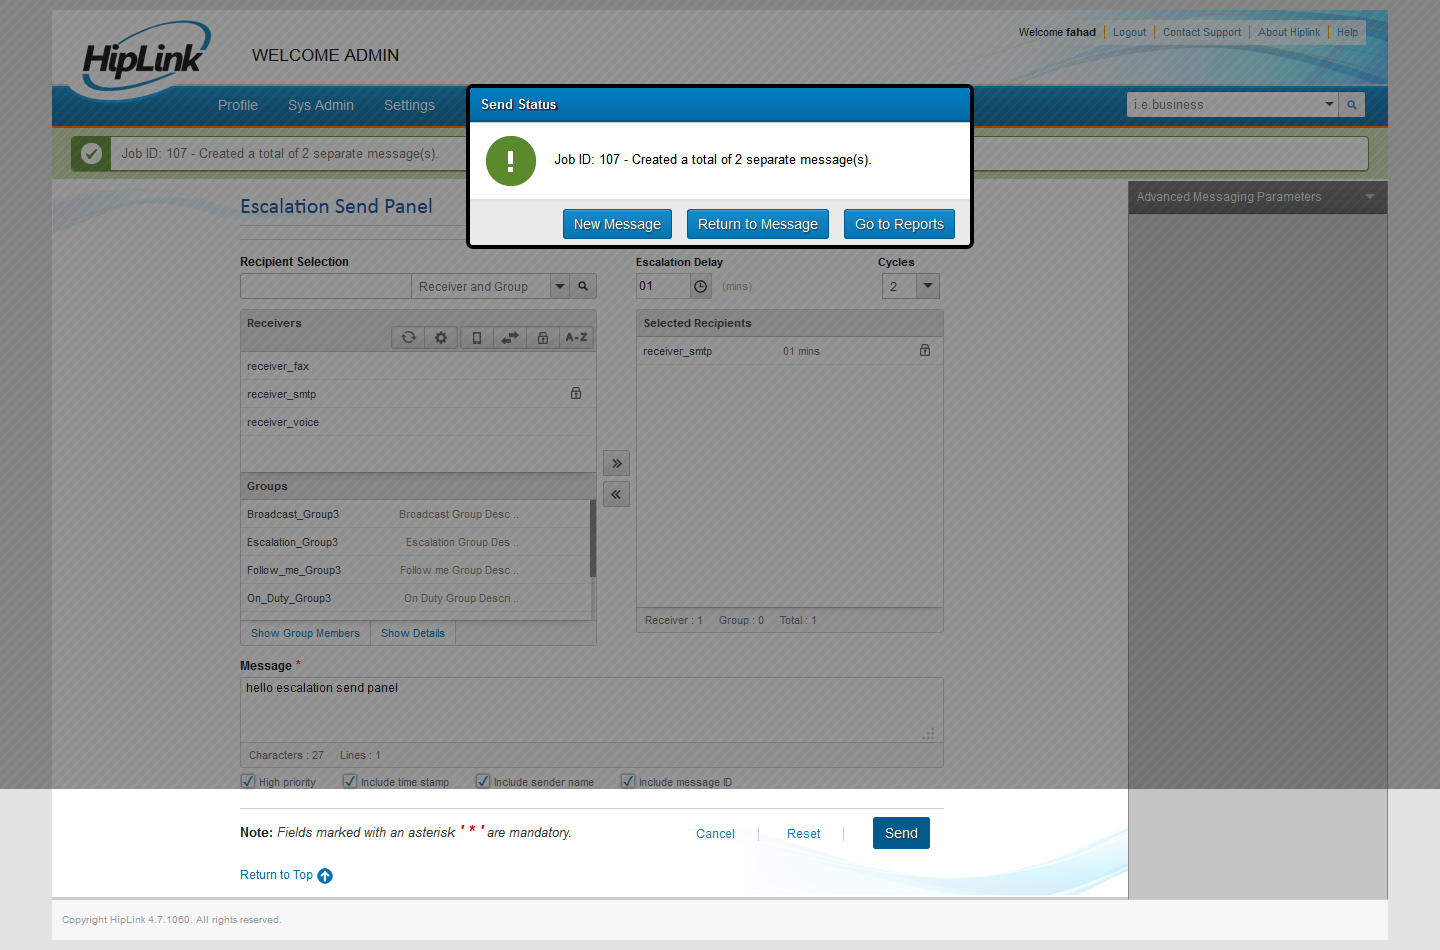 HipLink
WELCOME ADMIN
Welcome fahad Logout Contact Support About Hiplink Help
Profile Sys Admin Settings
i.e.business
Send Status
Job ID: 107 - Created a total of 2 separate message(s).
Job ID: 107 - Created a total of 2 separate message(s).
New Message Return to Message Go to Reports
Escalation Send Panel
Advanced Messaging Parameters
Recipient Selection Escalation Delay Cycles
Receiver and Group 01 (mins) 2
Receivers Selected Recipients
A-Z
receiver_smtp 01 mins
receiver_fax
receiver_smtp
receiver_voice
Groups
Broadcast_Group3 Broadcast Group Desc ..
Escalation_Group3 Escalation Group Des ..
Follow_me_Group3 Follow me Group Desc ..
On_Duty_Group3 On Duty Group Descri ..
Receiver : 1 Group : 0 Total : 1
Show Group Members Show Details
Message *
hello escalation send panel
Characters : 27 Lines : 1
High priority Include time stamp Include sender name Include message ID
Note: Fields marked with an asterisk ' * ' are mandatory.
Cancel Reset Send
Return to Top
Copyright HipLink 4.7.1060. All rights reserved.